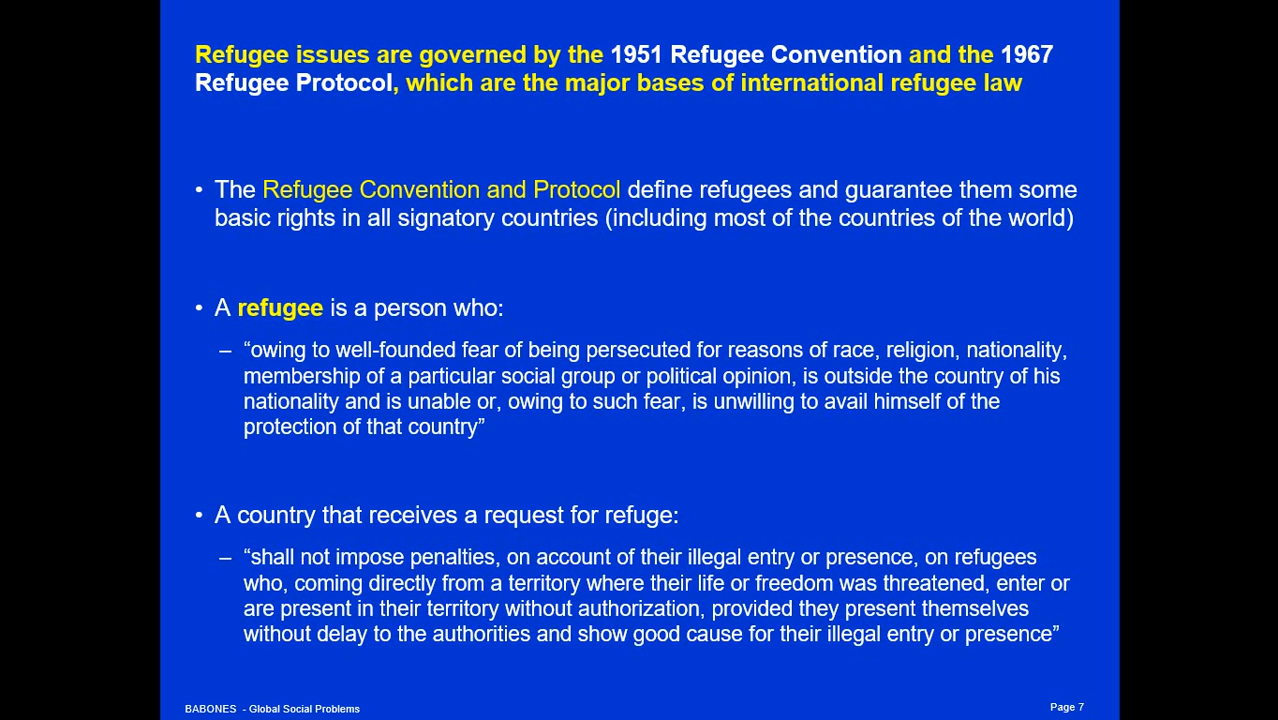 Refugee issues are governed by the 1951 Refugee Convention and the 1967
Refugee Protocol, which are the major bases of international refugee law
• The Refugee Convention and Protocol define refugees and guarantee them some
basic rights in all signatory countries (including most of the countries of the world)
• A refugee is a person who:
– “owing to well-founded fear of being persecuted for reasons of race, religion, nationality,
membership of a particular social group or political opinion, is outside the country of his
nationality and is unable or, owing to such fear, is unwilling to avail himself of the
protection of that country”
• A country that receives a request for refuge:
– “shall not impose penalties, on account of their illegal entry or presence, on refugees
who, coming directly from a territory where their life or freedom was threatened, enter or
are present in their territory without authorization, provided they present themselves
without delay to the authorities and show good cause for their illegal entry or presence”
BABONES - Global Social Problems
Page 7